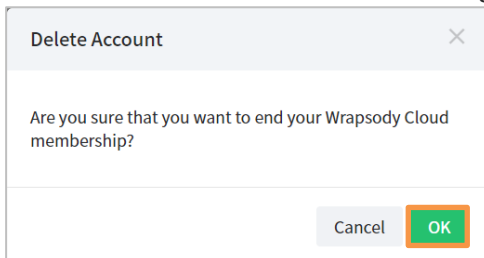 Delete Account
Are you sure that you want to end your Wrapsody Cloud
membership?
Cancel
OK